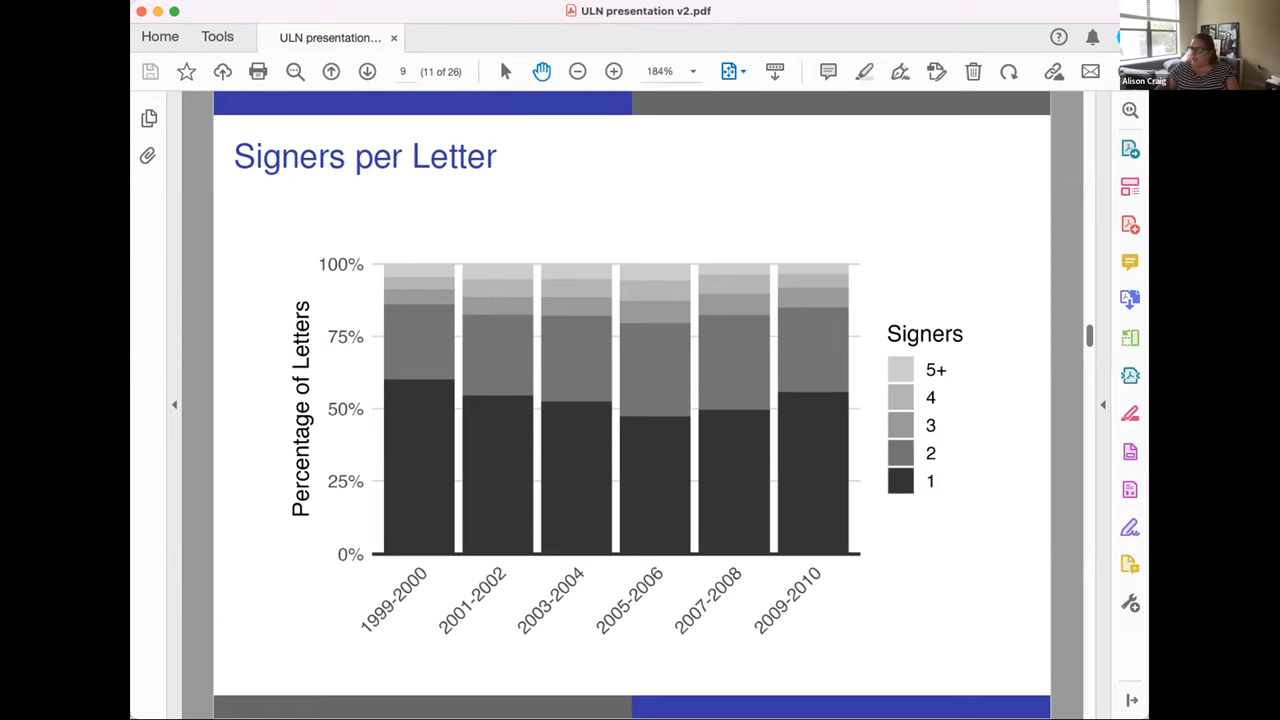 ULN presentation v2.pdf
Home
Tools
ULN presentation... ×
9 (11 of 26)
184%
Alison Craig
Signers per Letter
Percentage of Letters
100%
75%
50%
25%
0%
1999-2000
2001-2002
2003-2004
2005-2006
2007-2008
2009-2010
Signers
5+
4
3
2
1